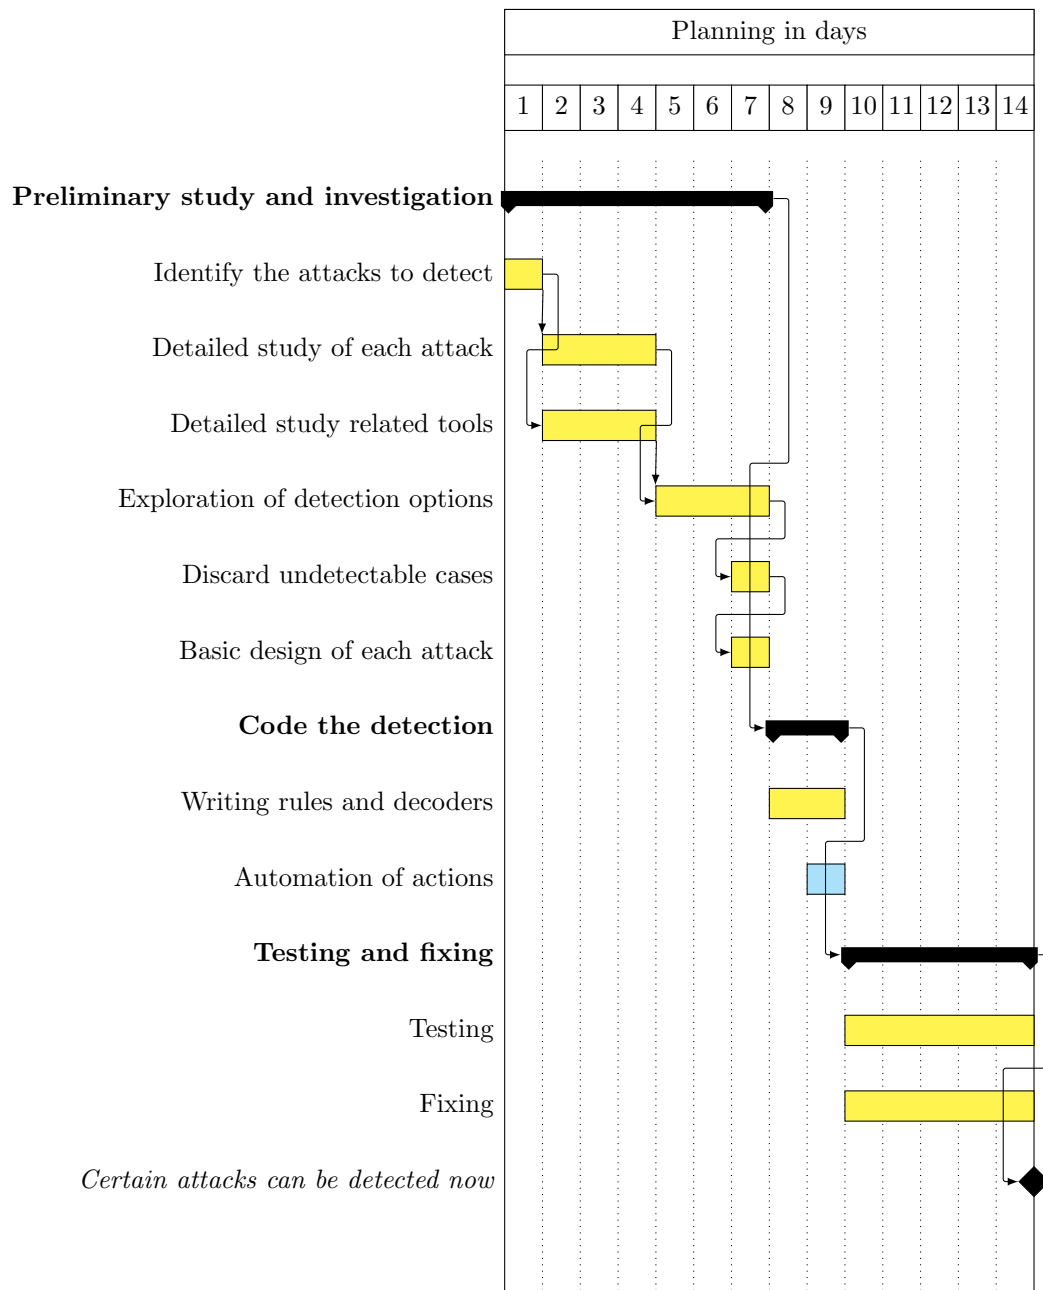 Planning in days
1 2 3 4 5 6 7 8 9 10 11 12 13 14
Preliminary study and investigation
Identify the attacks to detect
Detailed study of each attack
Detailed study related tools
Exploration of detection options
Discard undetectable cases
Basic design of each attack
Code the detection
Writing rules and decoders
Automation of actions
Testing and fixing
Testing
Fixing
Certain attacks can be detected now